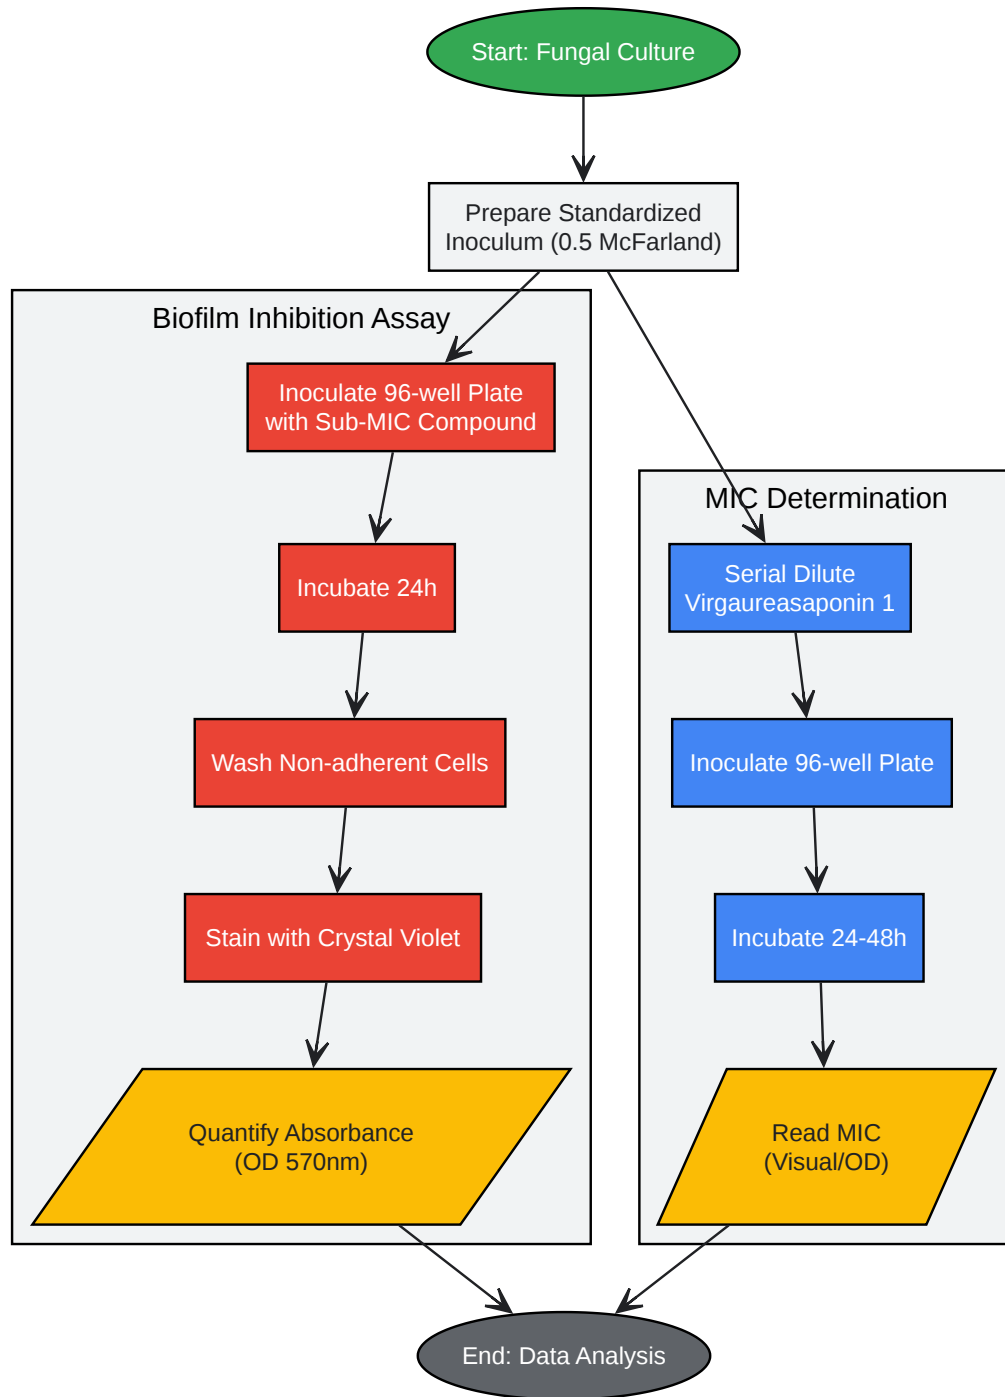 Start: Fungal Culture
Prepare Standardized
Inoculum (0.5 McFarland)
Biofilm Inhibition Assay
Inoculate 96-well Plate
with Sub-MIC Compound
Incubate 24h
Wash Non-adherent Cells
Stain with Crystal Violet
Quantify Absorbance
(OD 570nm)
MIC Determination
Serial Dilute
Virgaureasaponin 1
Inoculate 96-well Plate
Incubate 24-48h
Read MIC
(Visual/OD)
End: Data Analysis